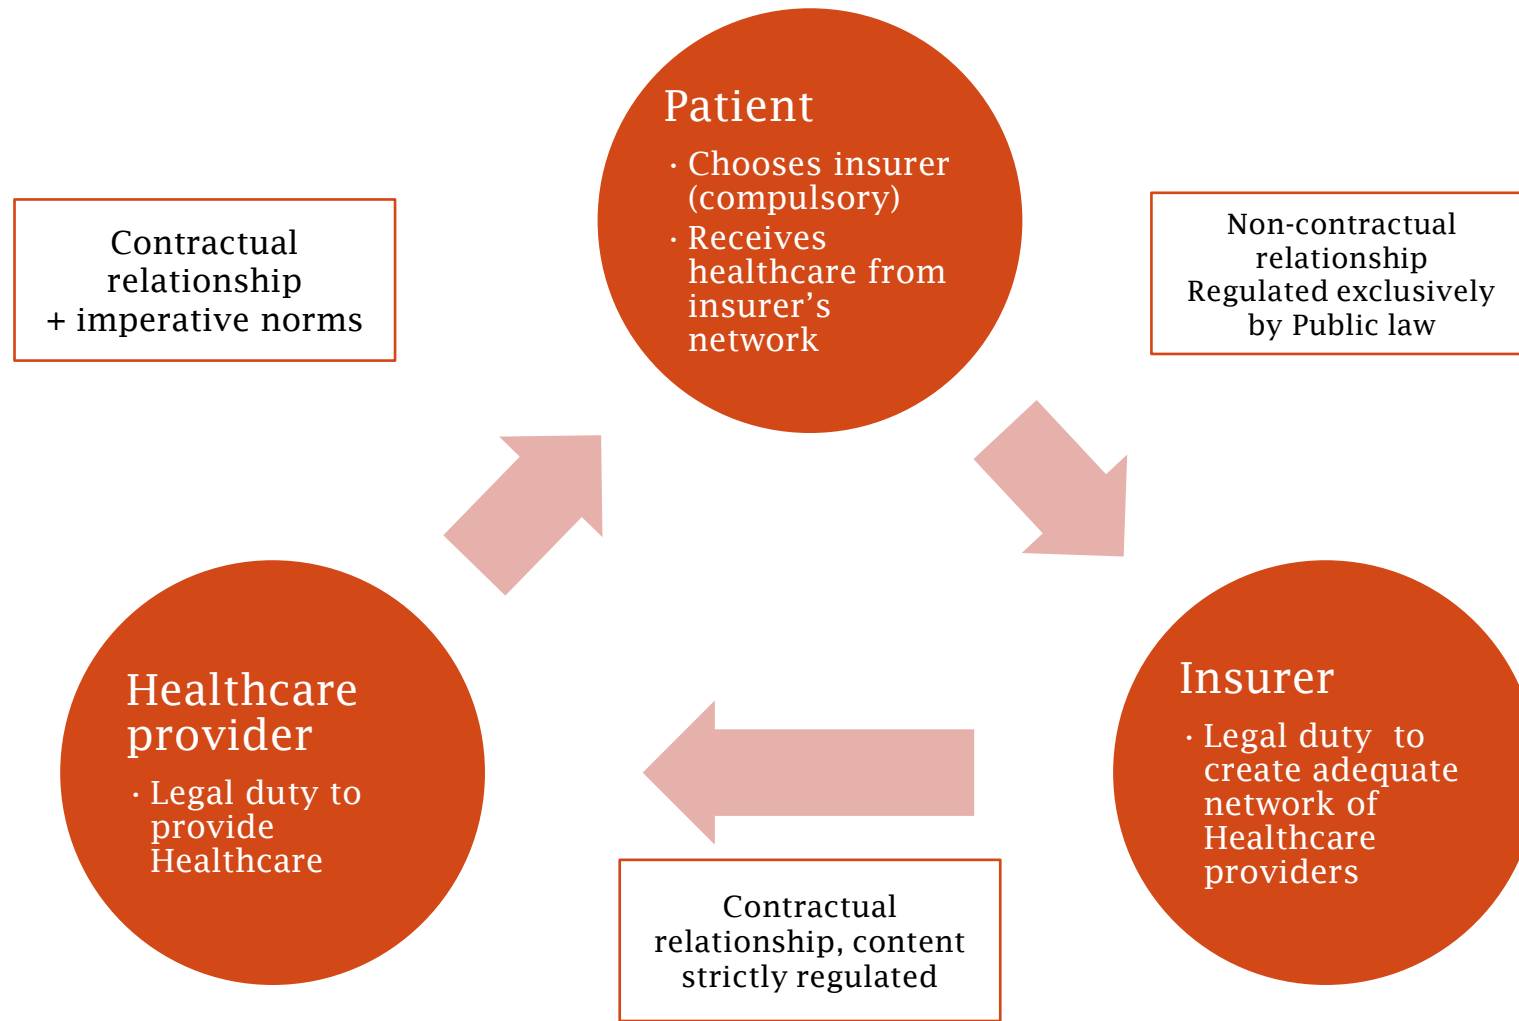 Patient
· Chooses insurer
(compulsory)
· Receives
healthcare from
insurer’s
network
Contractual
relationship
+ imperative norms
Non-contractual
relationship
Regulated exclusively
by Public law
Healthcare
provider
· Legal duty to
provide
Healthcare
Insurer
· Legal duty  to
create adequate
network of
Healthcare
providers
Contractual
relationship, content
strictly regulated